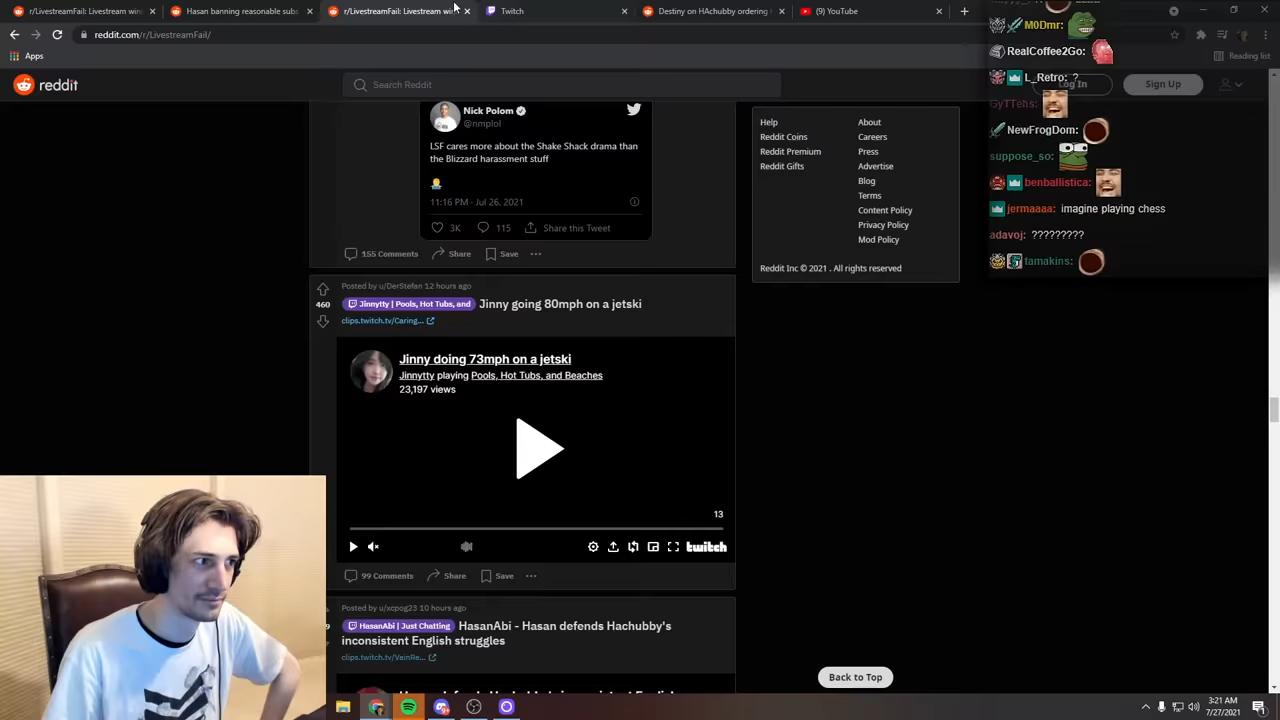 r/LivestreamFail: Livestream win
Hasan banning reasonable subs
r/LivestreamFail: Livestream win
Twitch
Destiny on HAchubby ordering
(9) YouTube
reddit.com/r/LivestreamFail/
Apps
Reading list
reddit
Search Reddit
Log In
Sign Up
Nick Polom
@nmplol
LSF cares more about the Shake Shack drama than
the Blizzard harassment stuff
11:16 PM · Jul 26, 2021
3K
115
Share this Tweet
155 Comments
Share
Save
Posted by u/DerStefan 12 hours ago
460
Jinnytty | Pools, Hot Tubs, and
Jinny going 80mph on a jetski
clips.twitch.tv/Caring...
Jinny doing 73mph on a jetski
Jinnytty playing Pools, Hot Tubs, and Beaches
23,197 views
13
twitch
99 Comments
Share
Save
Posted by u/xcpog23 10 hours ago
HasanAbi | Just Chatting
HasanAbi - Hasan defends Hachubby's
inconsistent English struggles
clips.twitch.tv/VainRe...
Help
Reddit Coins
Reddit Premium
Reddit Gifts
About
Careers
Press
Advertise
Blog
Terms
Content Policy
Privacy Policy
Mod Policy
Reddit Inc © 2021 . All rights reserved
Back to Top
M0Dmr:
RealCoffee2Go:
L_Retro: ?
GyTTehs:
NewFrogDom:
suppose_so:
benballistica:
jermaaaa: imagine playing chess
adavoj: ?????????
tamakins:
3:21 AM
7/27/2021